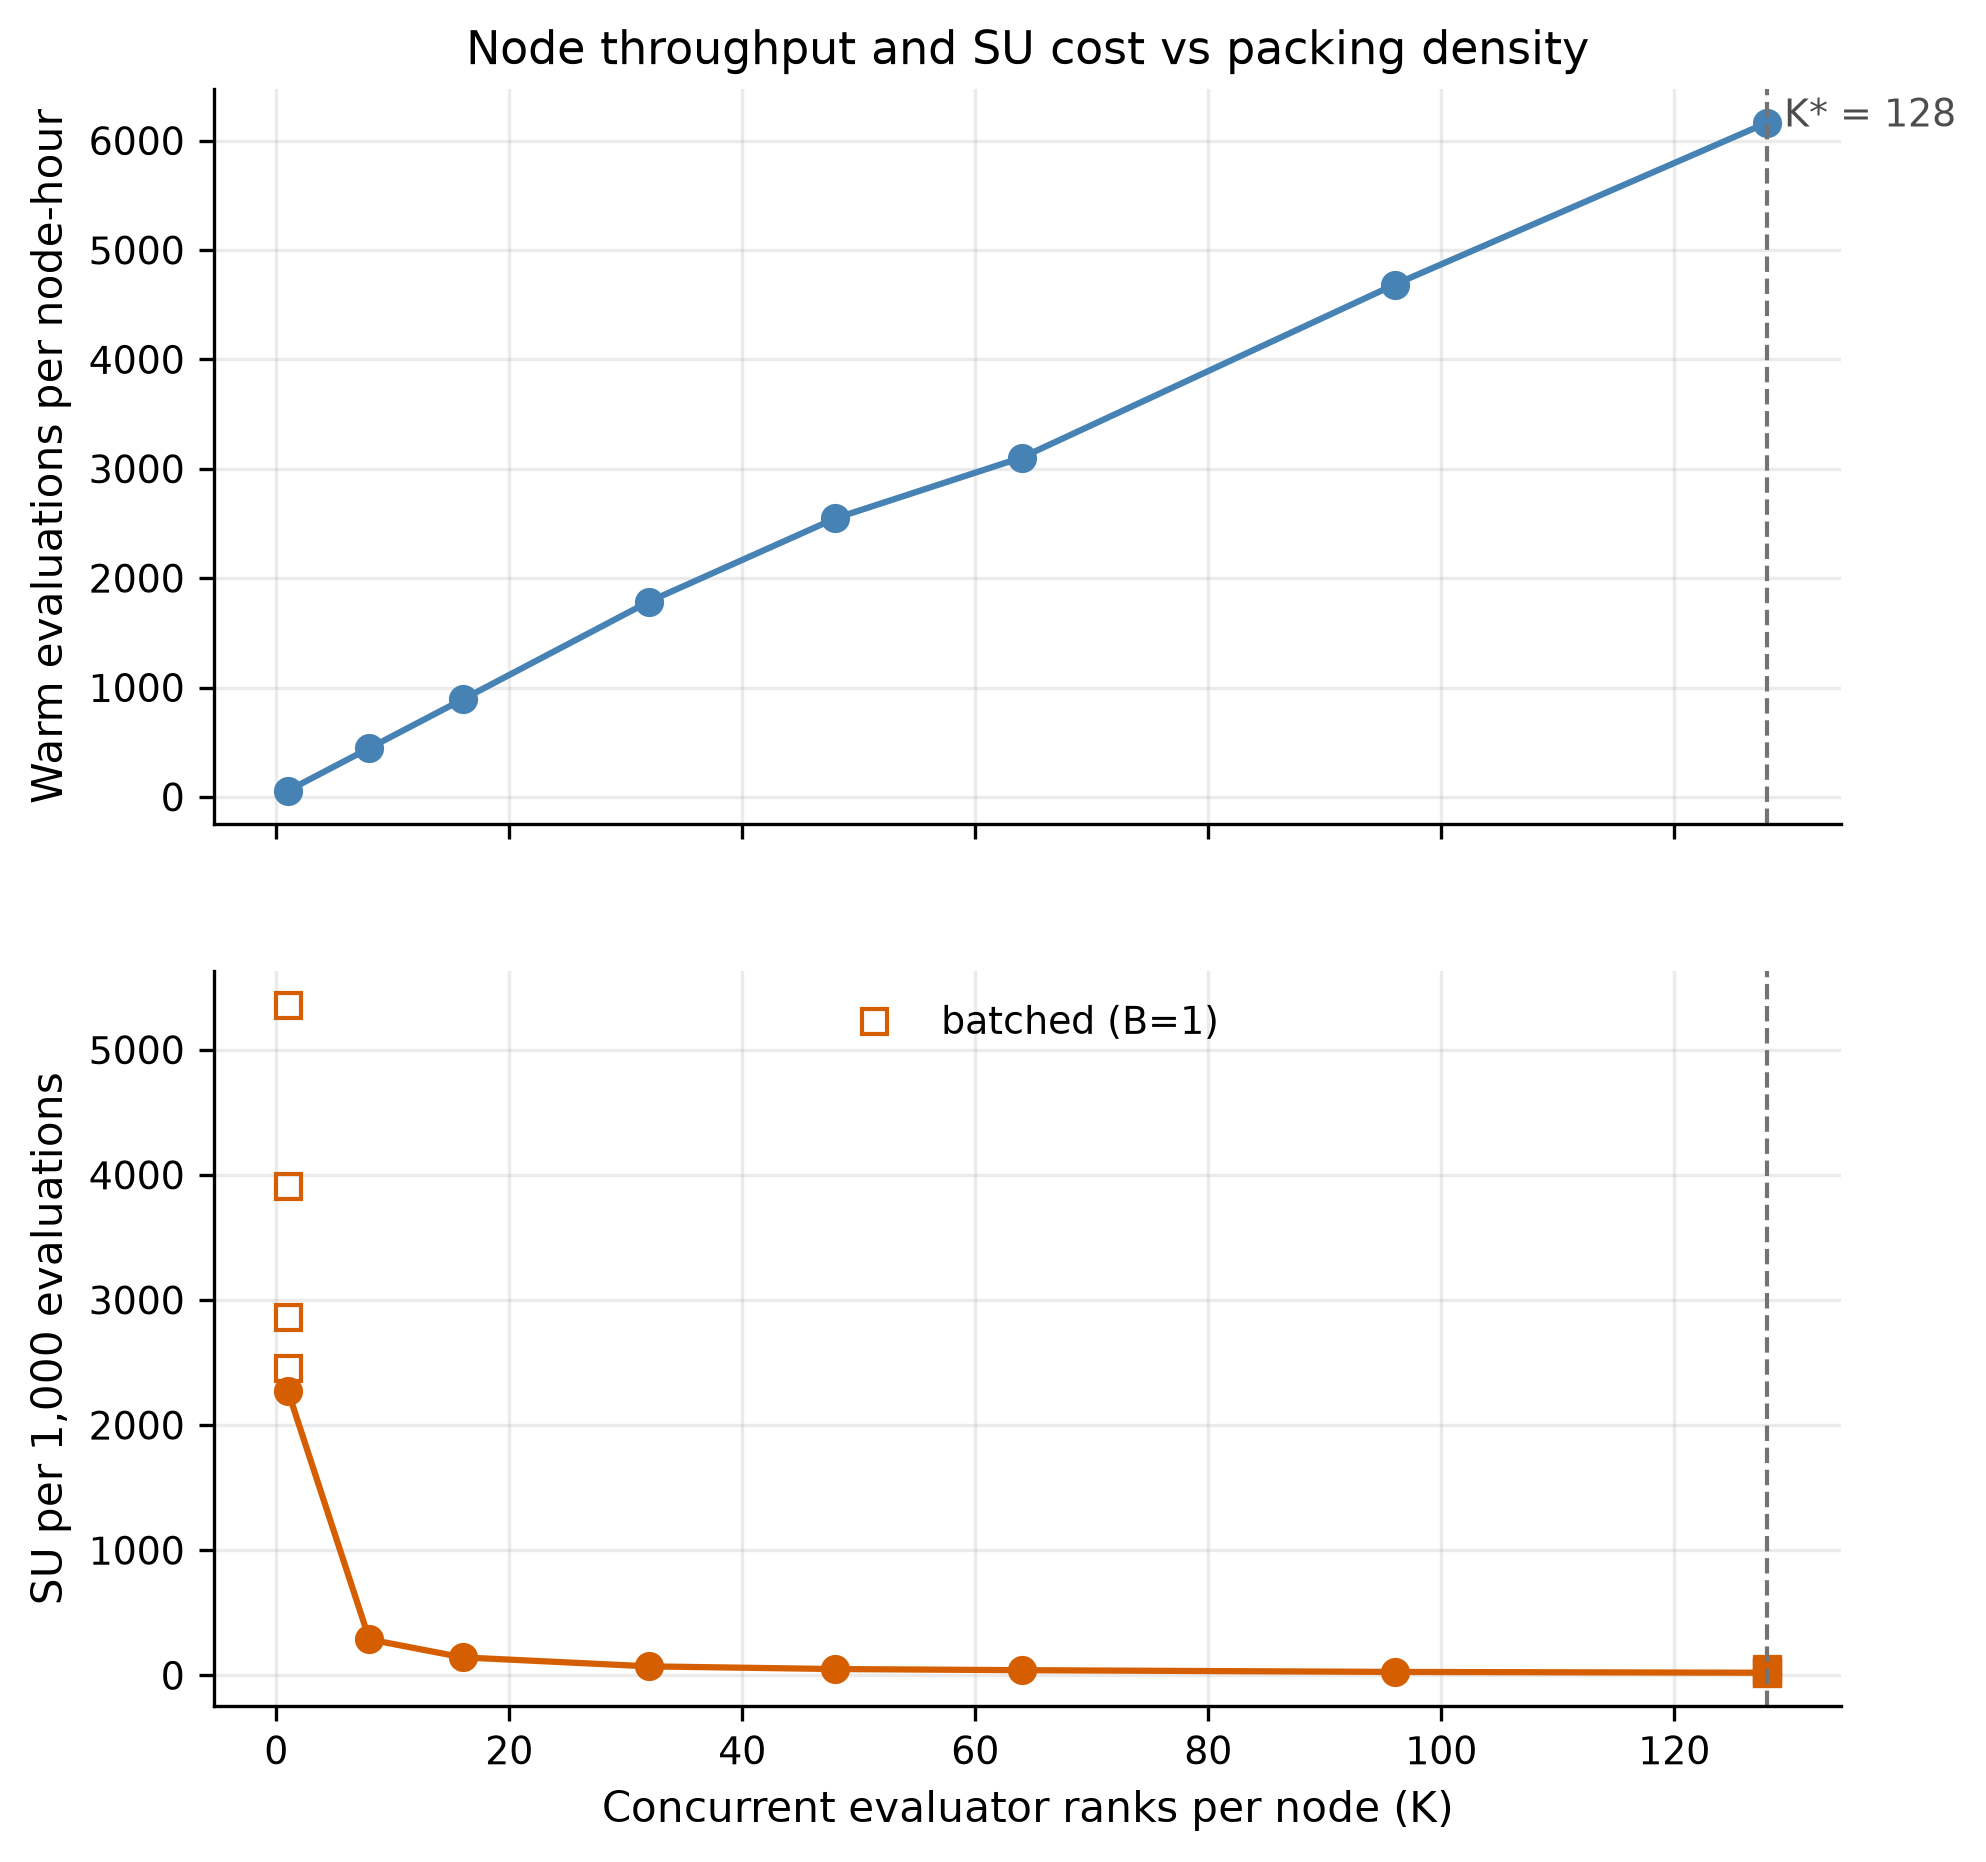 Node throughput and SU cost vs packing density
Warm evaluations per node-hour
6000
5000
4000
3000
2000
1000
0
K* = 128
SU per 1,000 evaluations
5000
4000
3000
2000
1000
0
batched (B=1)
0 20 40 60 80 100 120
Concurrent evaluator ranks per node (K)